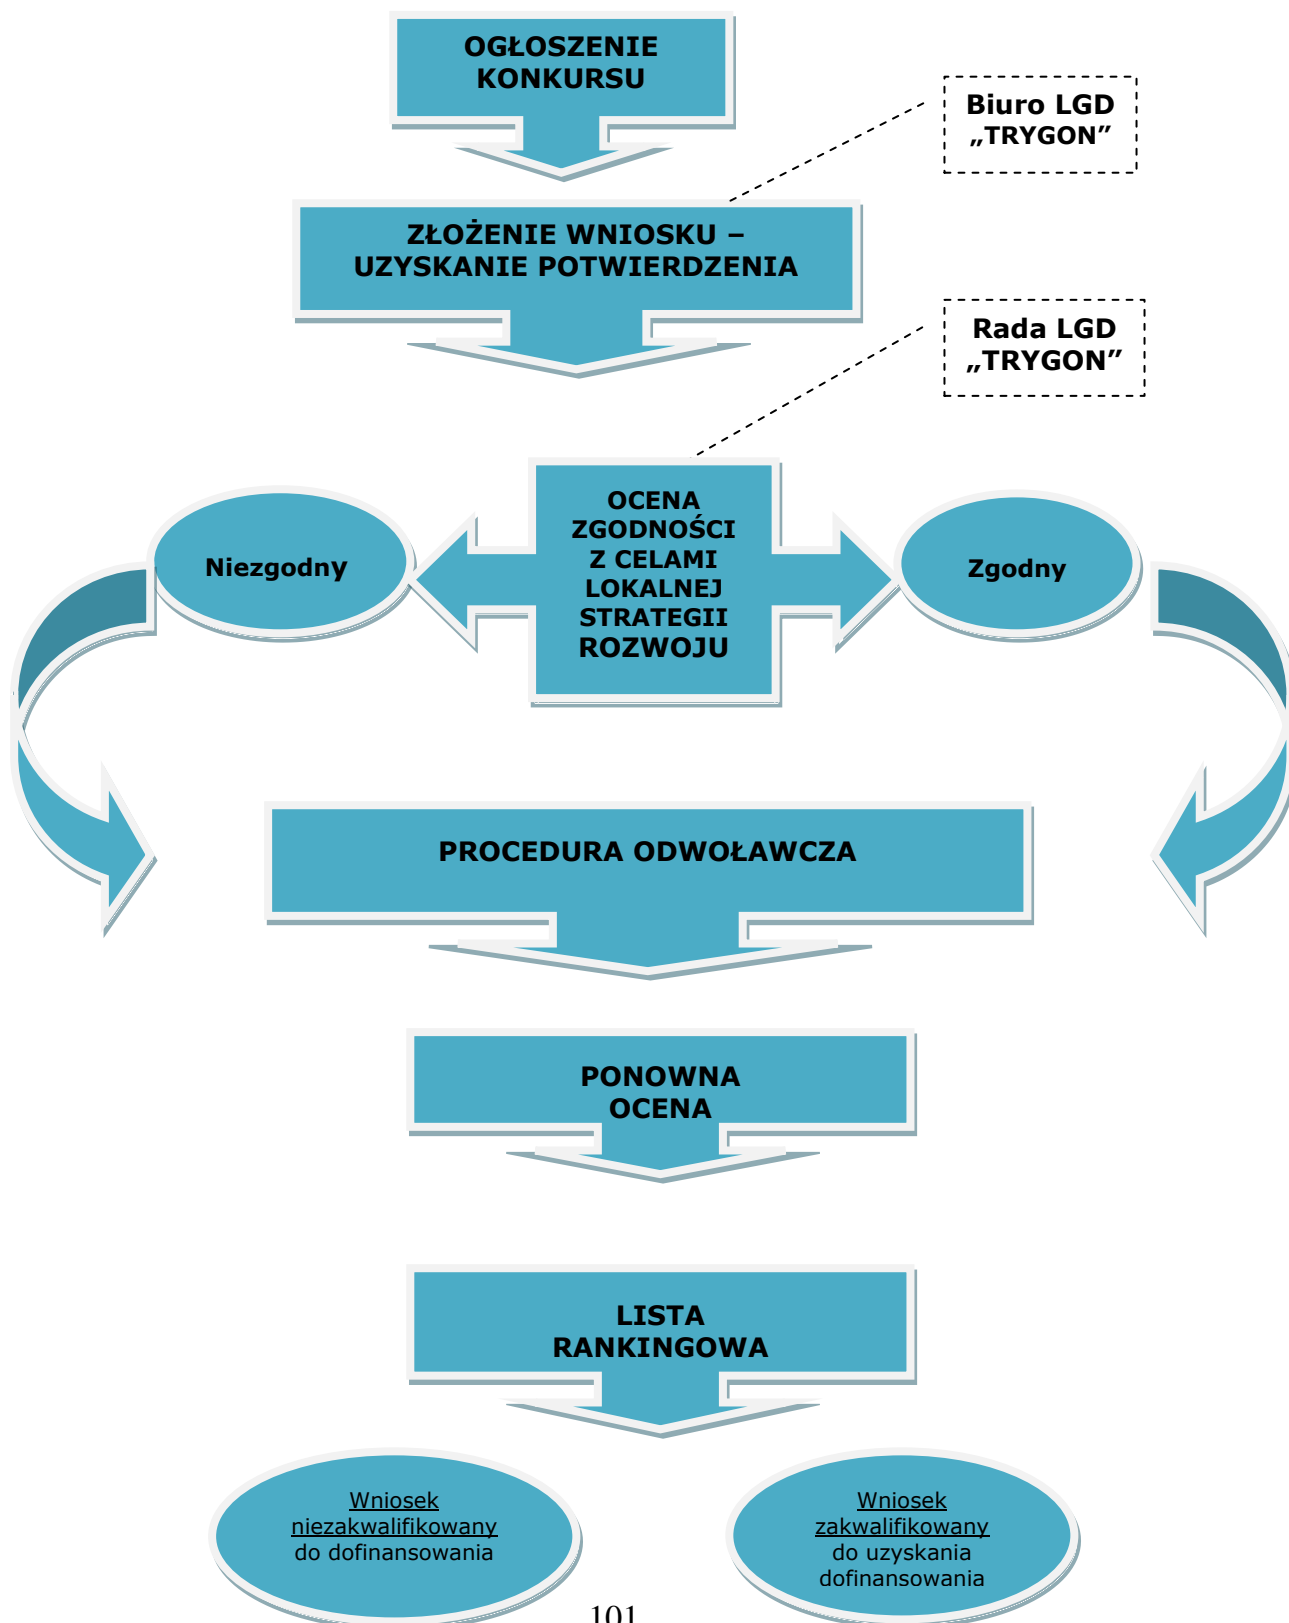 OGŁOSZENIE
KONKURSU
Biuro LGD
„TRYGON”
ZŁOŻENIE WNIOSKU –
UZYSKANIE POTWIERDZENIA
Rada LGD
„TRYGON”
OCENA
ZGODNOŚCI
Z CELAMI
LOKALNEJ
STRATEGII
ROZWOJU
Niezgodny
Zgodny
PROCEDURA ODWOŁAWCZA
PONOWNA
OCENA
LISTA
RANKINGOWA
Wniosek
niezakwalifikowany
do dofinansowania
Wniosek
zakwalifikowany
do uzyskania
dofinansowania
101